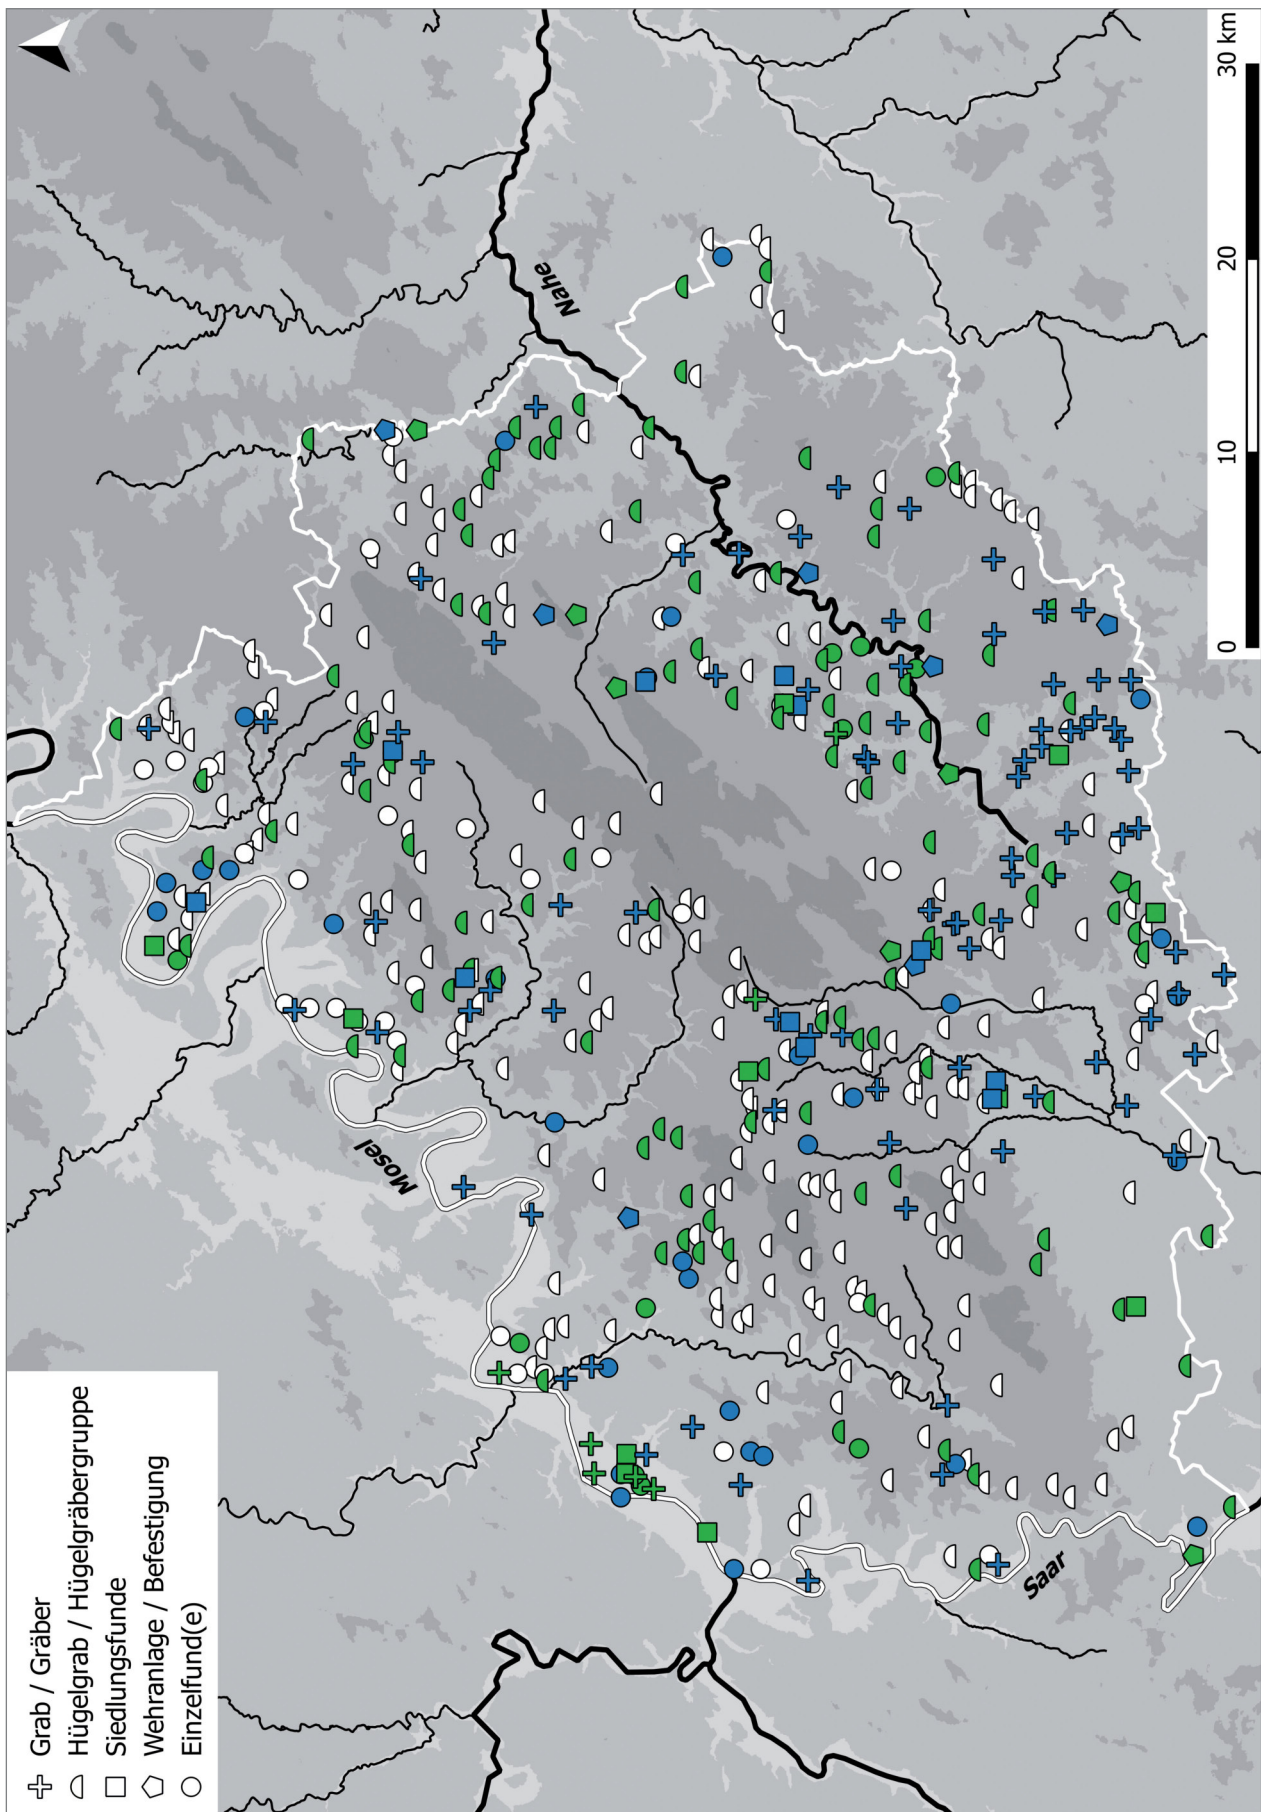 Grab / Gräber
Hügelgrab / Hügelgräbergruppe
Siedlungsfunde
Wehranlage / Befestigung
Einzelfund(e)
Mosel
Nahe
Saar
0 10 20 30 km